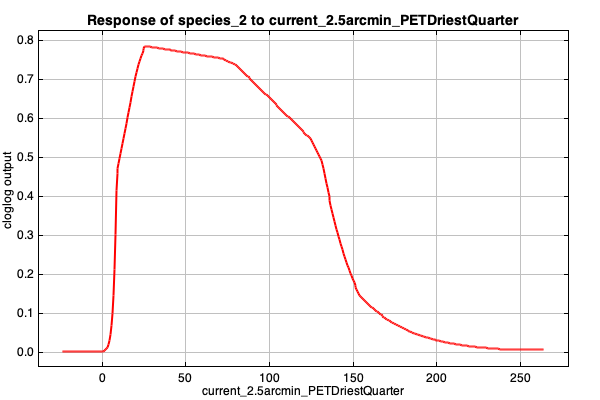 Response of species_2 to current_2.5arcmin_PETDriestQuarter
cloglog output
0.8
0.7
0.6
0.5
0.4
0.3
0.2
0.1
0.0
0 50 100 150 200 250
current_2.5arcmin_PETDriestQuarter